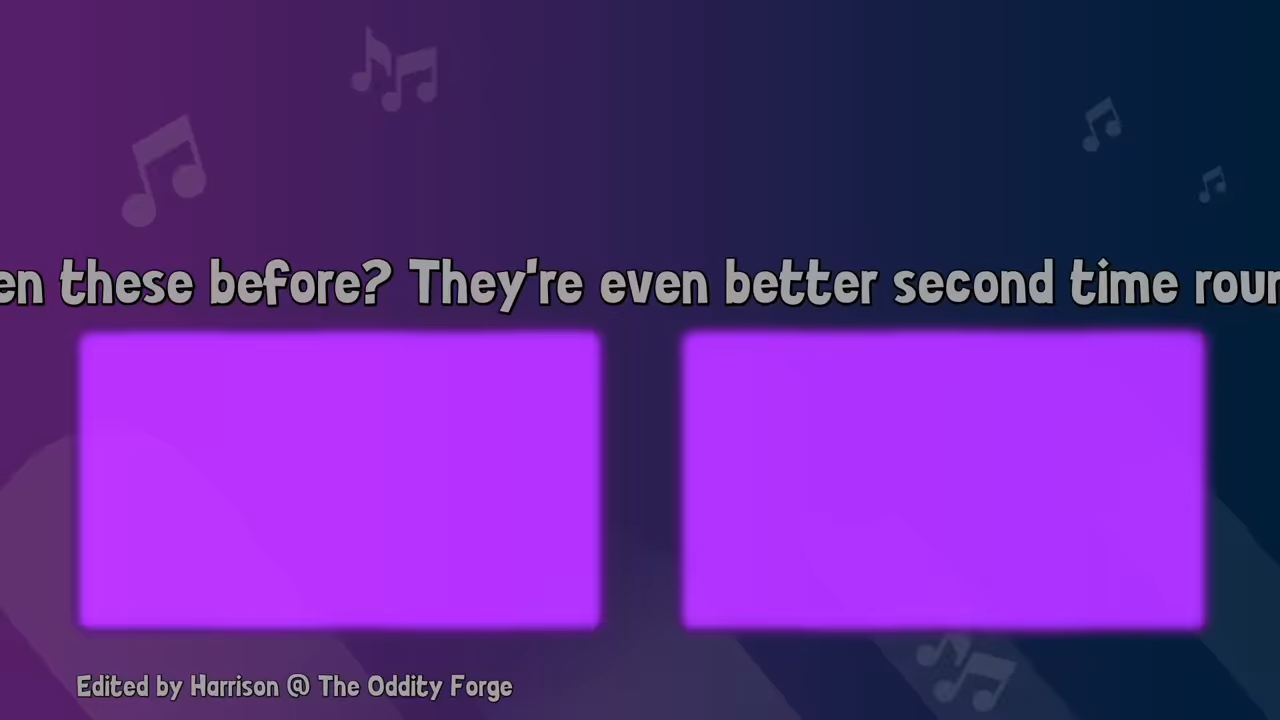 en these before? They're even better second time roun
Edited by Harrison @ The Oddity Forge